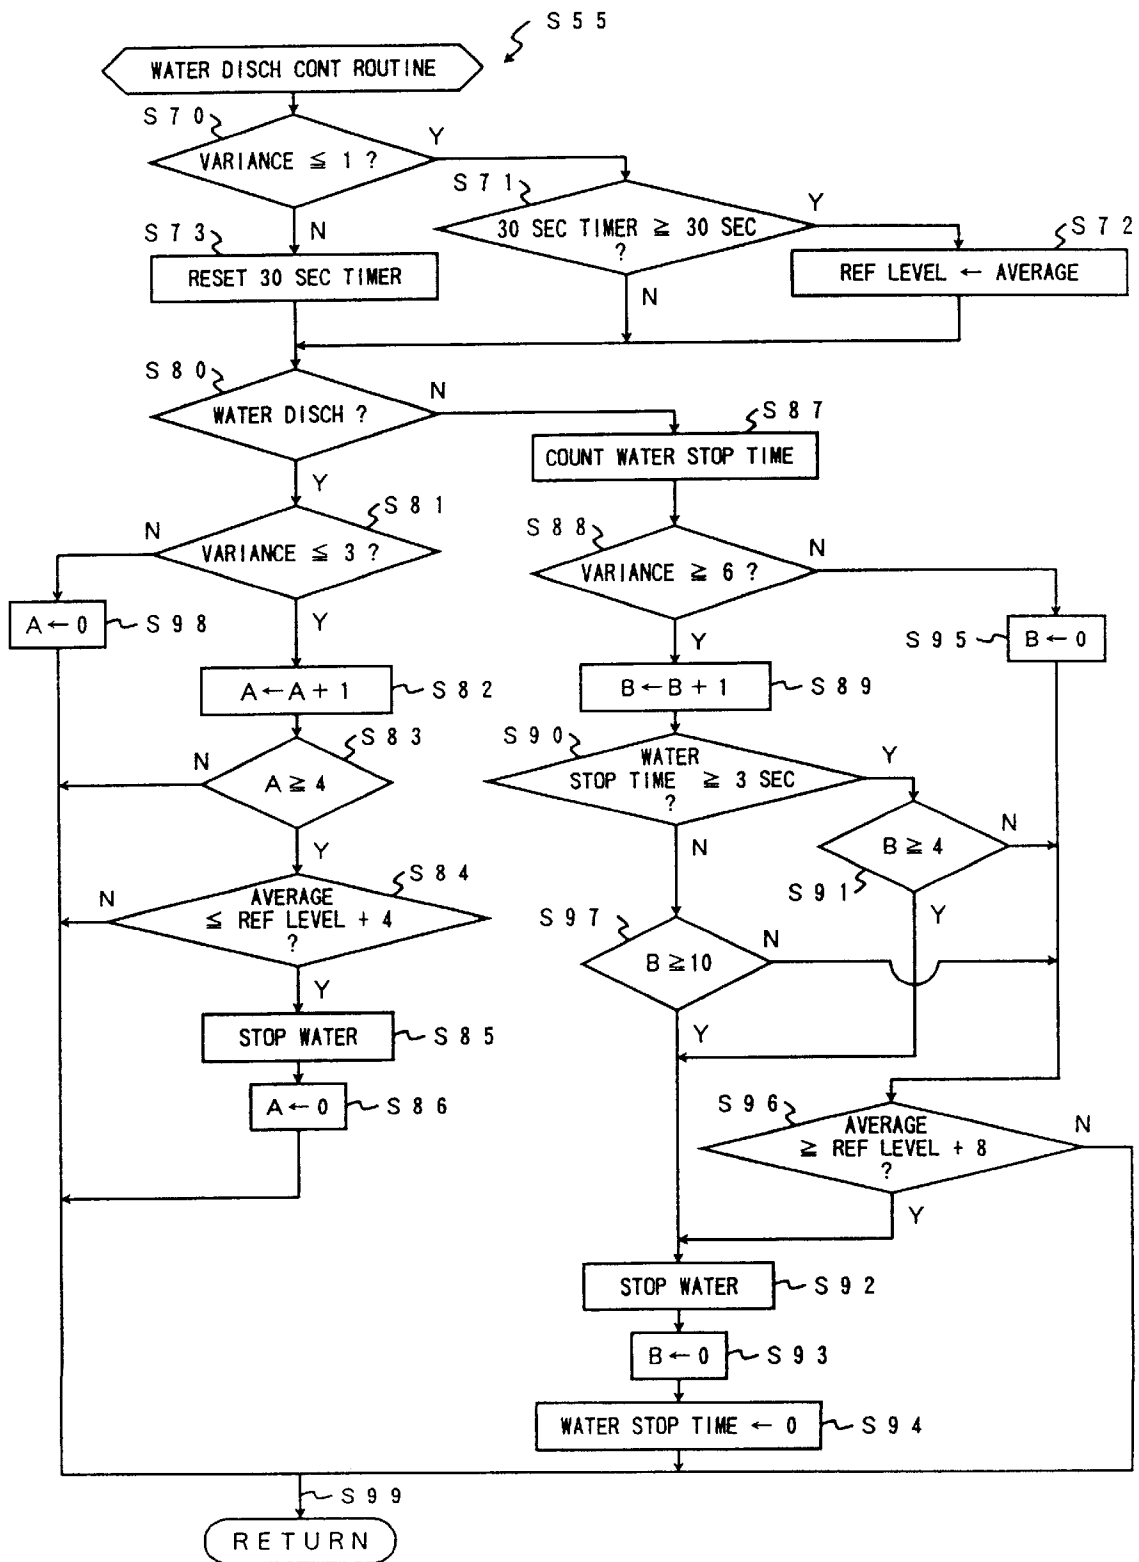 S55
WATER DISCH CONT ROUTINE
S70
VARIANCE ≦ 1 ?
Y
N
S71
30 SEC TIMER ≧ 30 SEC
?
Y
N
S72
REF LEVEL ← AVERAGE
S73
RESET 30 SEC TIMER
S80
WATER DISCH ?
N
Y
S87
COUNT WATER STOP TIME
S81
VARIANCE ≦ 3 ?
N
Y
S88
VARIANCE ≧ 6 ?
N
Y
A ← 0
S98
S95
B ← 0
A ← A + 1
S82
B ← B + 1
S89
S83
A ≧ 4
N
Y
S90
WATER
STOP TIME ≧ 3 SEC
?
Y
N
B ≧ 4
N
S91
Y
S84
AVERAGE
≦ REF LEVEL + 4
?
N
Y
S97
B ≧ 10
N
Y
STOP WATER
S85
A ← 0
S86
S96
AVERAGE
≧ REF LEVEL + 8
?
N
Y
STOP WATER
S92
B ← 0
S93
WATER STOP TIME ← 0
S94
S99
RETURN